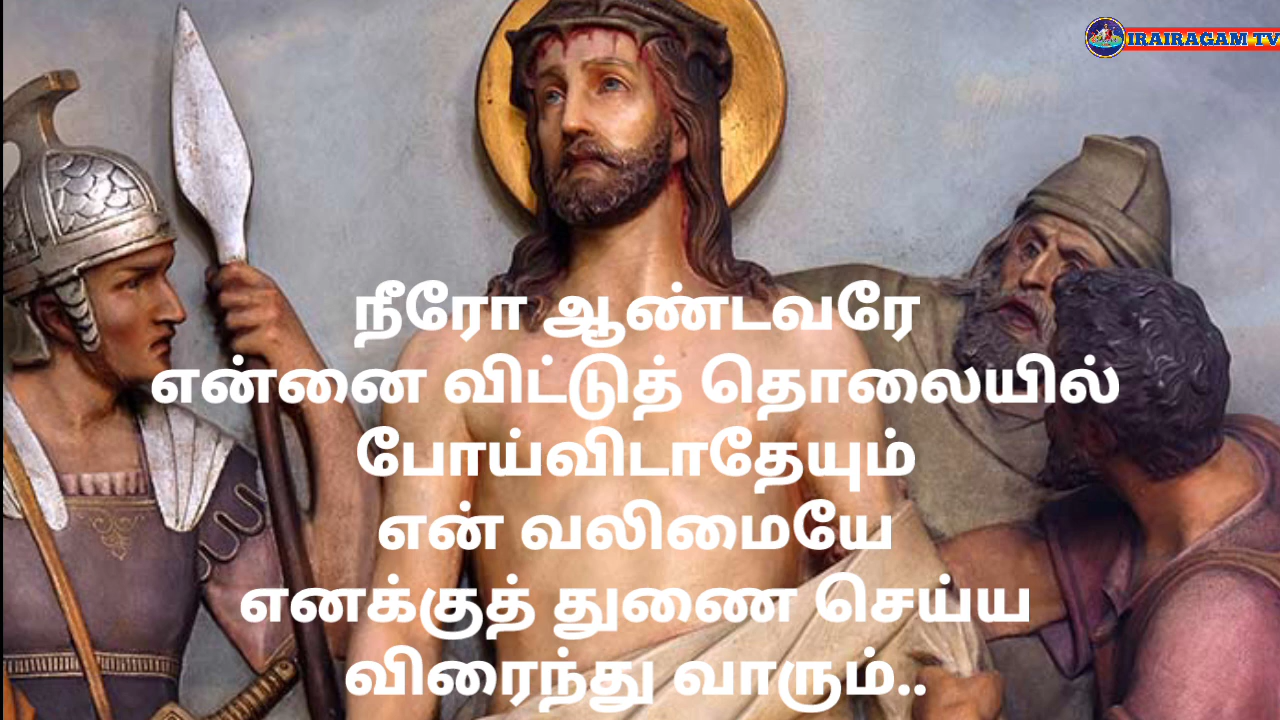 IRAIRAGAM TV
நீரோ ஆண்டவரே
என்னை விட்டுத் தொலையில்
போய்விடாதேயும்
என் வலிமையே
எனக்குத் துணை செய்ய
விரைந்து வாரும்..